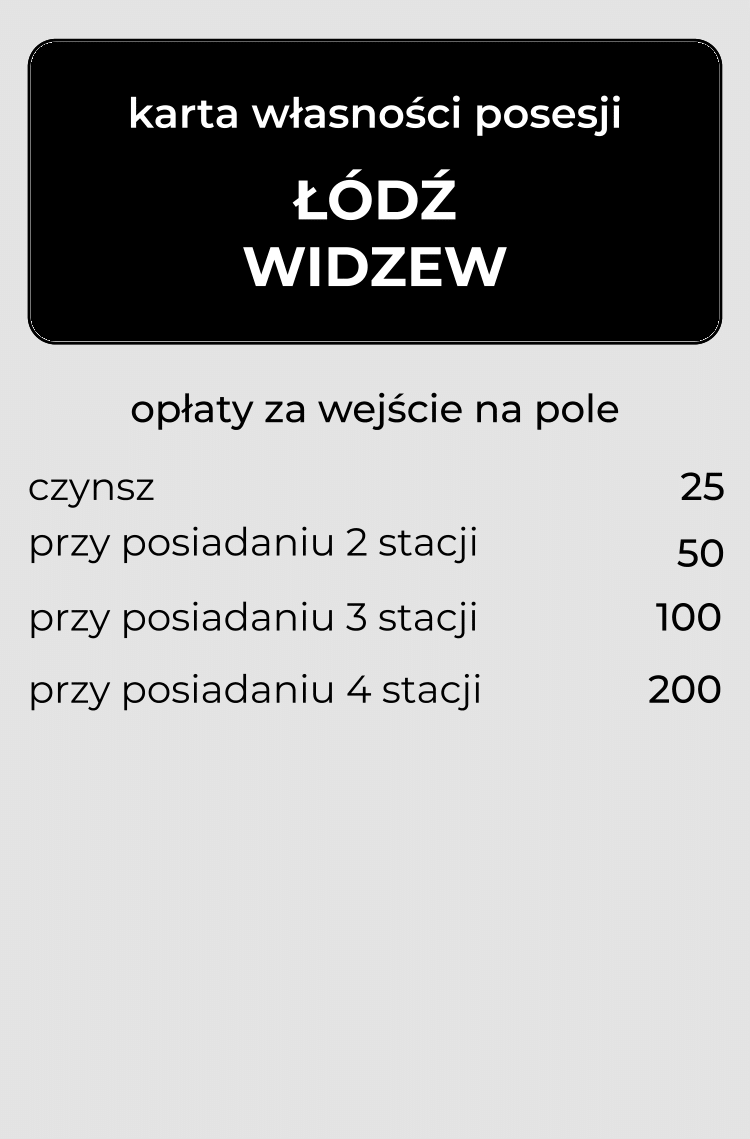 karta własności posesji
ŁÓDŹ
WIDZEW
opłaty za wejście na pole
czynsz 25
przy posiadaniu 2 stacji 50
przy posiadaniu 3 stacji 100
przy posiadaniu 4 stacji 200